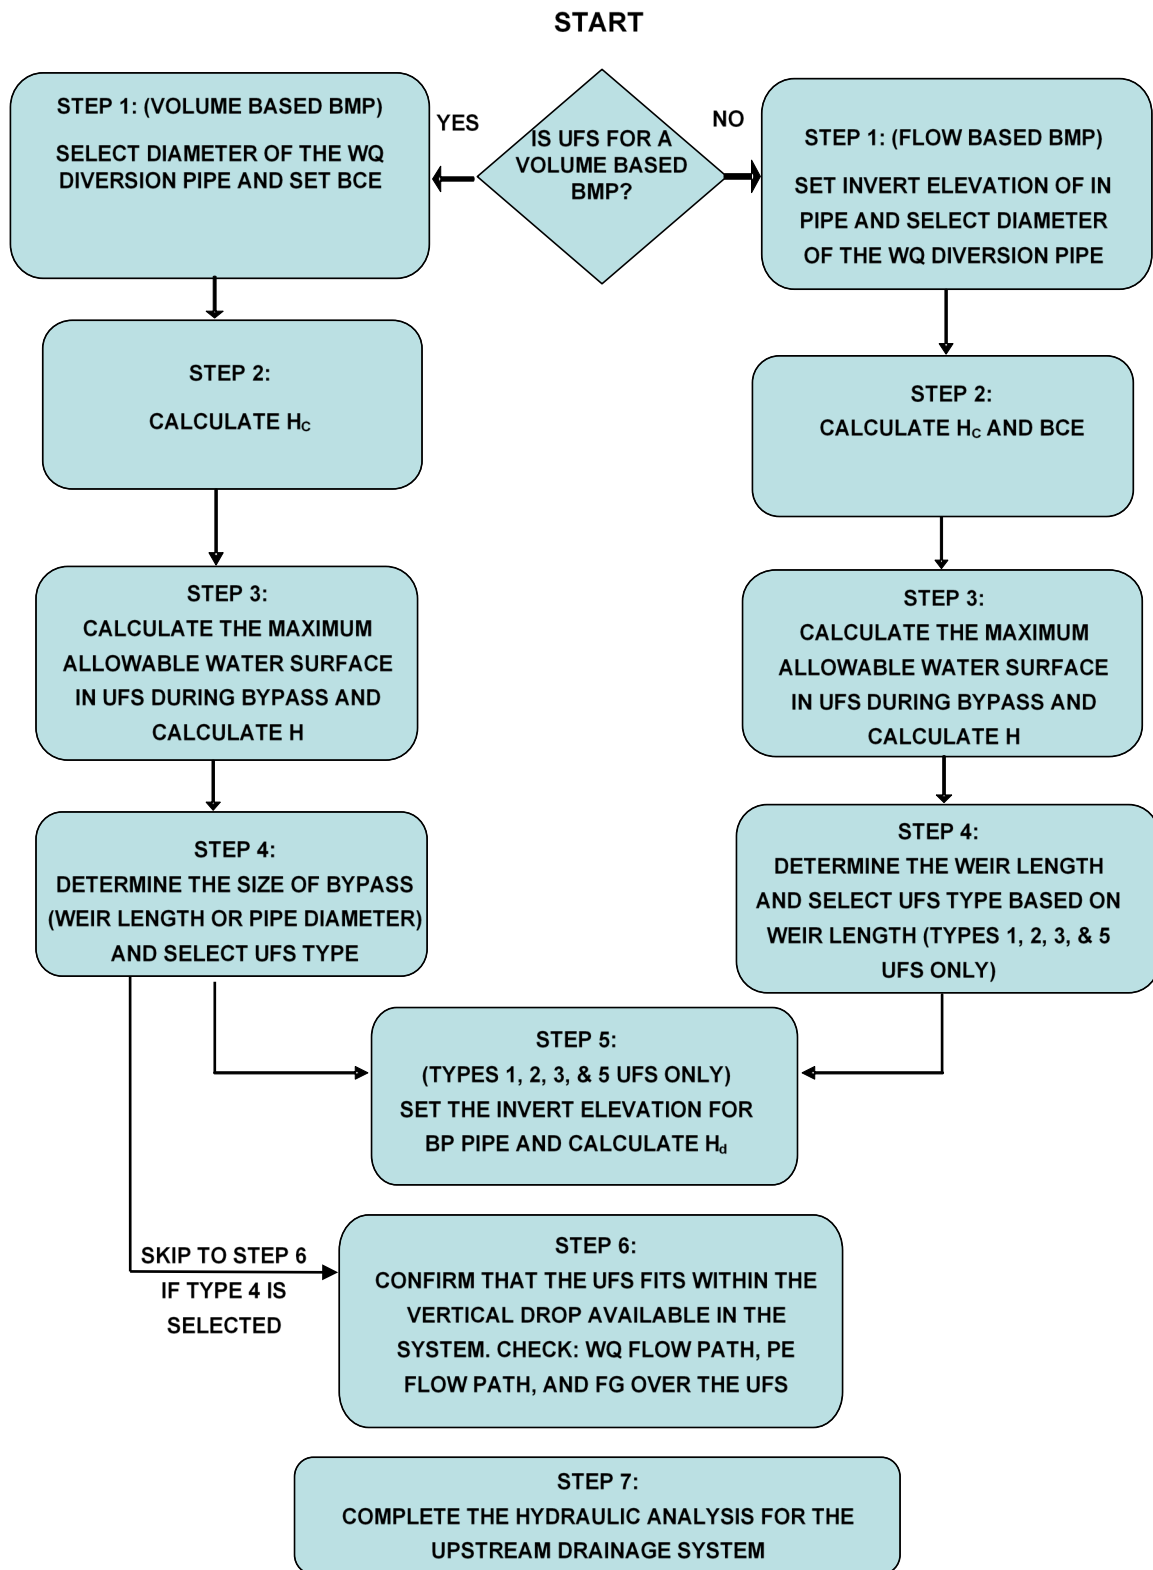 START
IS UFS FOR A
VOLUME BASED
BMP?
YES
NO
STEP 1: (VOLUME BASED BMP)
SELECT DIAMETER OF THE WQ
DIVERSION PIPE AND SET BCE
STEP 1: (FLOW BASED BMP)
SET INVERT ELEVATION OF IN
PIPE AND SELECT DIAMETER
OF THE WQ DIVERSION PIPE
STEP 2:
CALCULATE HC
STEP 2:
CALCULATE HC AND BCE
STEP 3:
CALCULATE THE MAXIMUM
ALLOWABLE WATER SURFACE
IN UFS DURING BYPASS AND
CALCULATE H
STEP 3:
CALCULATE THE MAXIMUM
ALLOWABLE WATER SURFACE
IN UFS DURING BYPASS AND
CALCULATE H
STEP 4:
DETERMINE THE SIZE OF BYPASS
(WEIR LENGTH OR PIPE DIAMETER)
AND SELECT UFS TYPE
STEP 4:
DETERMINE THE WEIR LENGTH
AND SELECT UFS TYPE BASED ON
WEIR LENGTH (TYPES 1, 2, 3, & 5
UFS ONLY)
STEP 5:
(TYPES 1, 2, 3, & 5 UFS ONLY)
SET THE INVERT ELEVATION FOR
BP PIPE AND CALCULATE Hd
SKIP TO STEP 6
IF TYPE 4 IS
SELECTED
STEP 6:
CONFIRM THAT THE UFS FITS WITHIN THE
VERTICAL DROP AVAILABLE IN THE
SYSTEM. CHECK: WQ FLOW PATH, PE
FLOW PATH, AND FG OVER THE UFS
STEP 7:
COMPLETE THE HYDRAULIC ANALYSIS FOR THE
UPSTREAM DRAINAGE SYSTEM